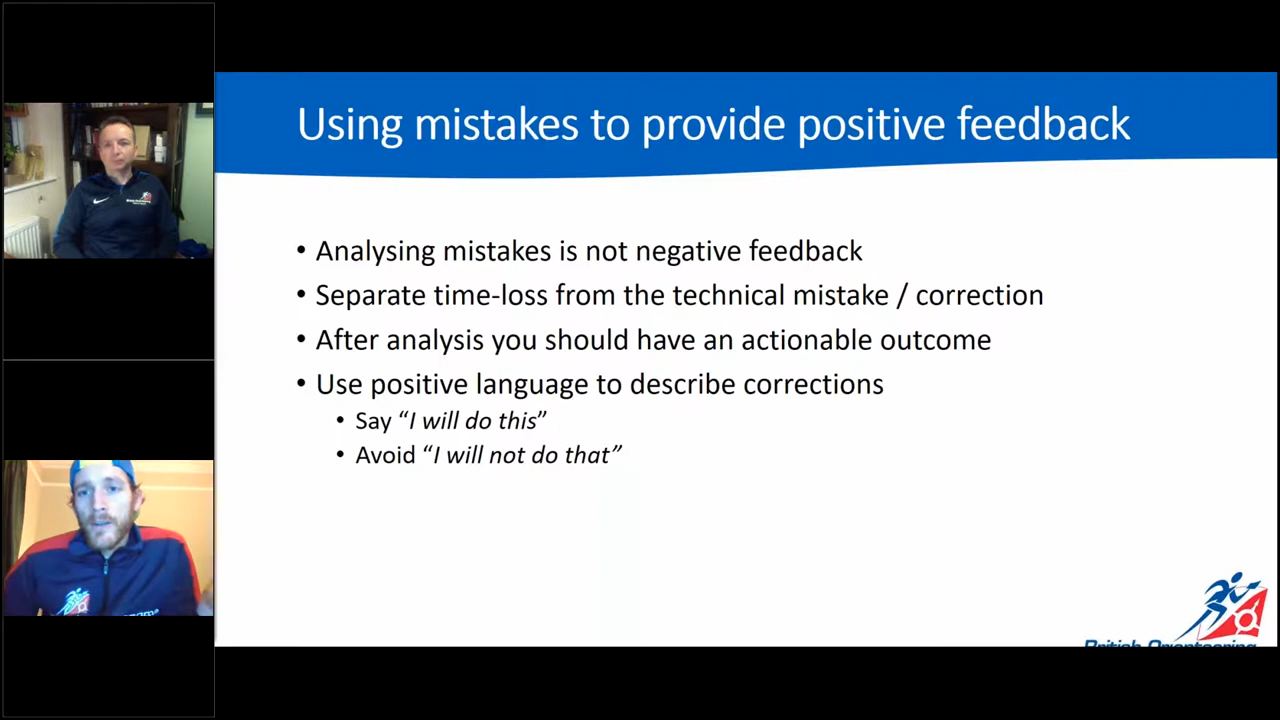 Using mistakes to provide positive feedback
• Analysing mistakes is not negative feedback
• Separate time-loss from the technical mistake / correction
• After analysis you should have an actionable outcome
• Use positive language to describe corrections
• Say “I will do this”
• Avoid “I will not do that”
British Orienteering